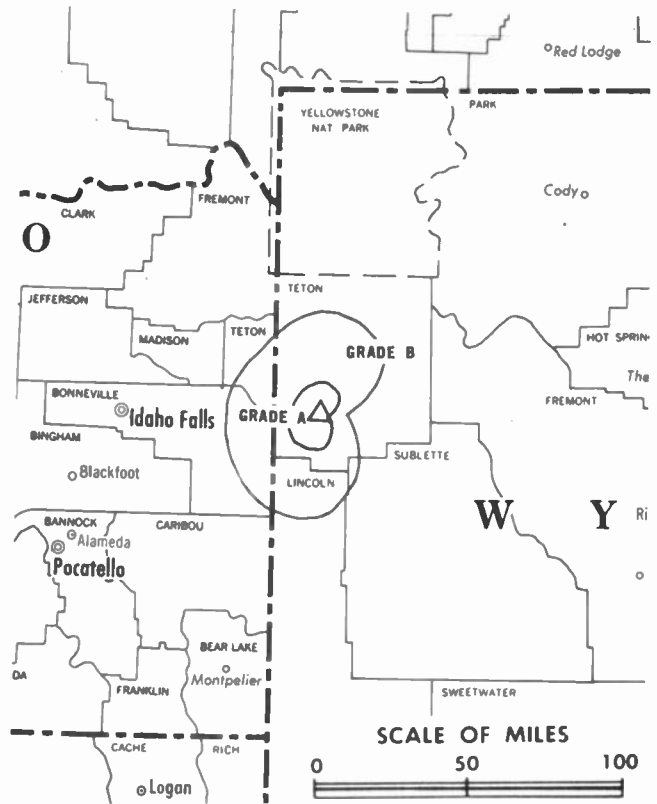 L
Red Lodge
PARK
YELLOWSTONE
NAT PARK
Cody
FREMONT
CLARK
O
TETON
JEFFERSON
MADISON
TETON
HOT SPRIN
GRADE B
The
FREMONT
BONNEVILLE
Idaho Falls
GRADE A
BINGHAM
SUBLETTE
Blackfoot
LINCOLN
W Y
Ri
BANNOCK
CARIBOU
Alameda
Pocatello
BEAR LAKE
DA
Montpelier
FRANKLIN
SWEETWATER
CACHE
RICH
SCALE OF MILES
0 50 100
Logan